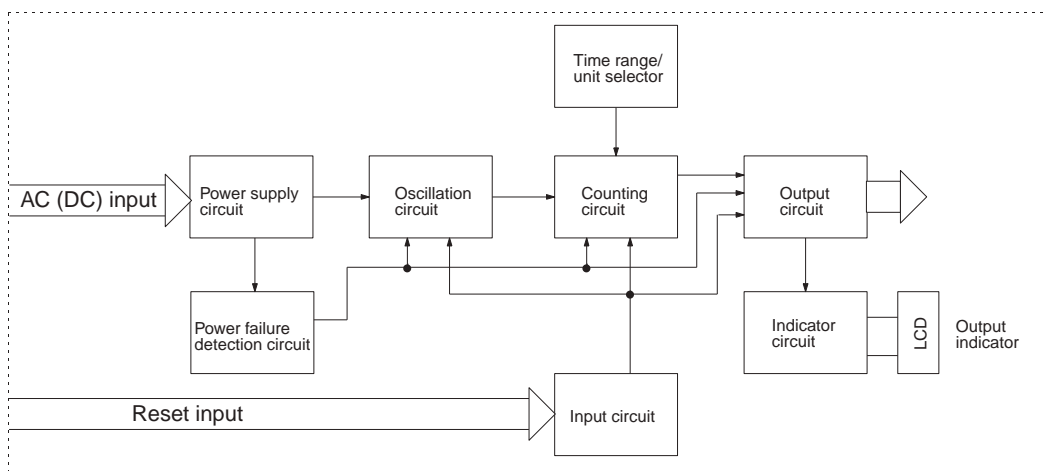 Time range/
unit selector
AC (DC) input
Power supply
circuit
Oscillation
circuit
Counting
circuit
Output
circuit
Power failure
detection circuit
Indicator
circuit
LCD
Output
indicator
Reset input
Input circuit